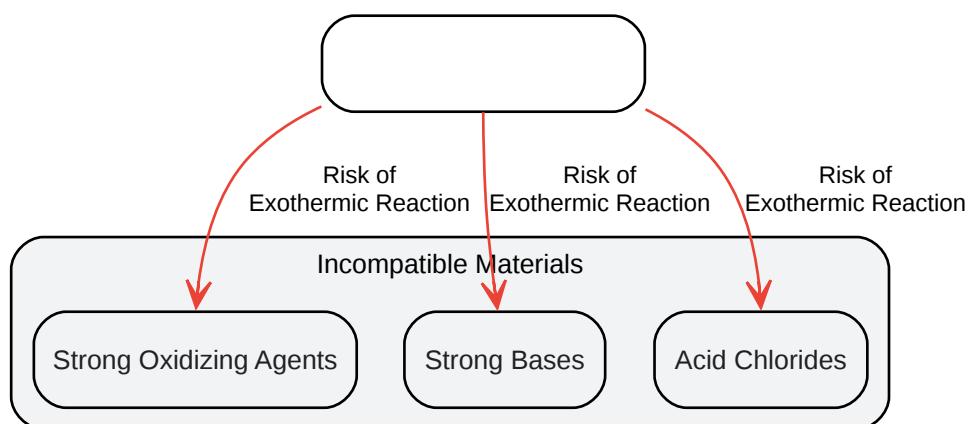 Risk of
Exothermic Reaction
Risk of
Exothermic Reaction
Risk of
Exothermic Reaction
Incompatible Materials
Strong Oxidizing Agents
Strong Bases
Acid Chlorides